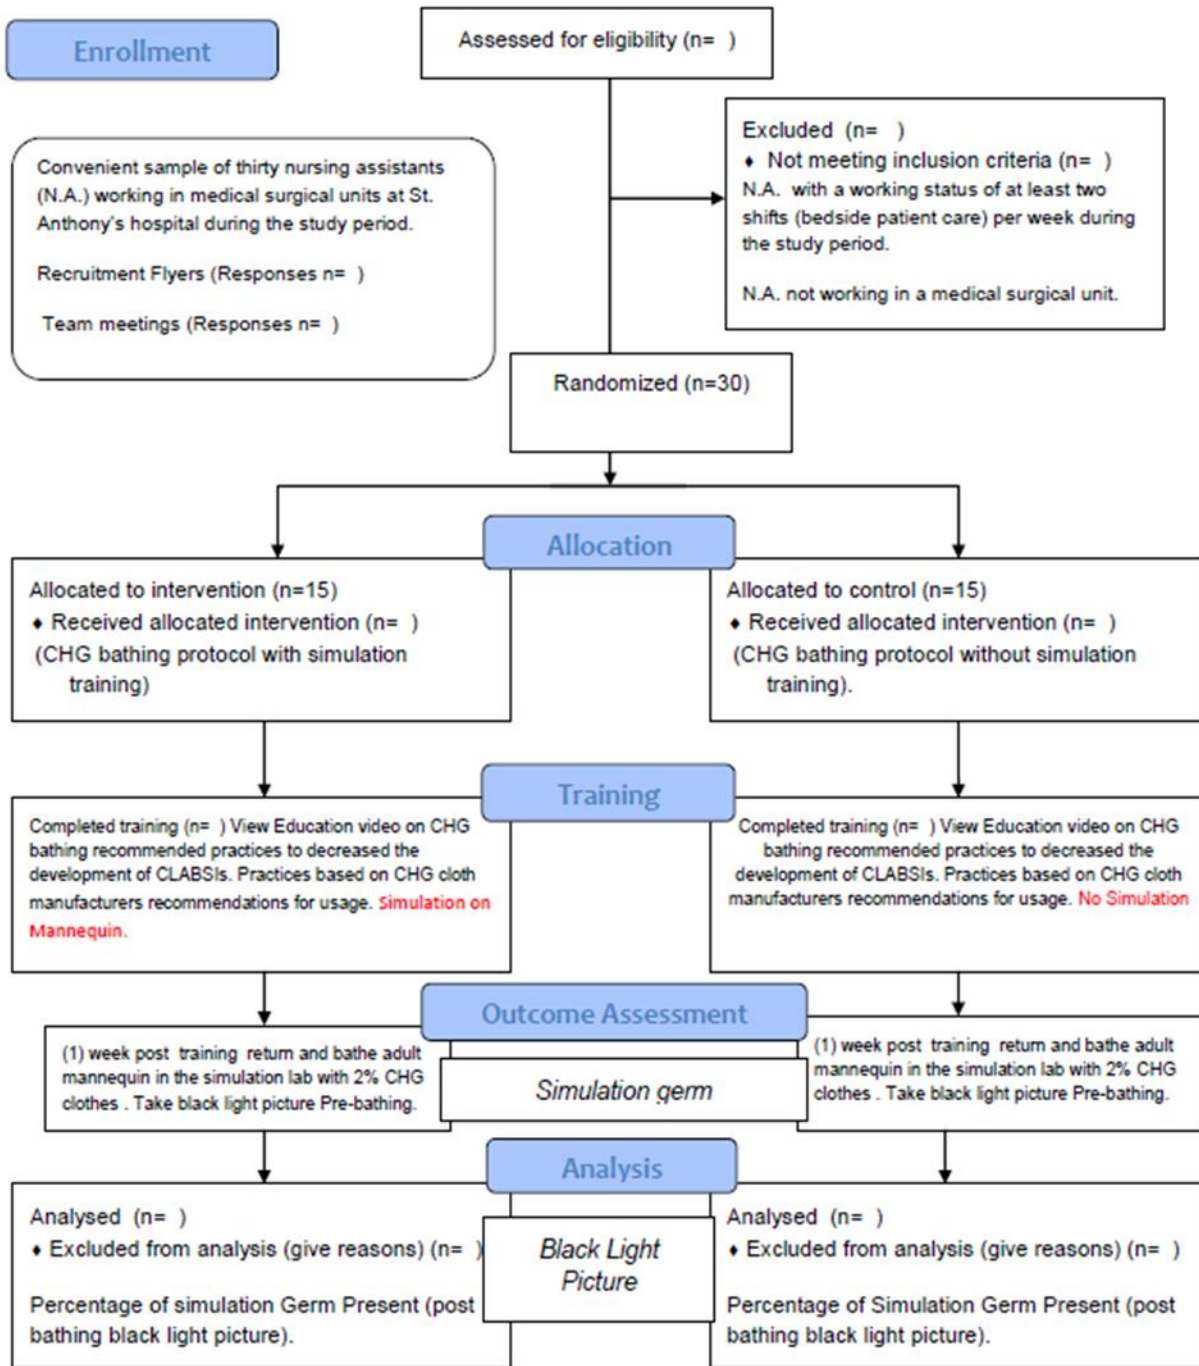 Enrollment
Assessed for eligibility (n=  )
Excluded  (n=   )
♦ Not meeting inclusion criteria (n=  )
N.A.  with a working status of at least two
shifts (bedside patient care) per week during
the study period.
N.A. not working in a medical surgical unit.
Convenient sample of thirty nursing assistants
(N.A.) working in medical surgical units at St.
Anthony's hospital during the study period.
Recruitment Flyers (Responses n=  )
Team meetings (Responses n=  )
Randomized (n=30)
Allocation
Allocated to intervention (n=15)
♦ Received allocated intervention (n=  )
(CHG bathing protocol with simulation
training)
Allocated to control (n=15)
♦ Received allocated intervention (n=  )
(CHG bathing protocol without simulation
training).
Training
Completed training (n=  ) View Education video on CHG
bathing recommended practices to decreased the
development of CLABSIs. Practices based on CHG cloth
manufacturers recommendations for usage. Simulation on
Mannequin.
Completed training (n=  ) View Education video on CHG
bathing recommended practices to decreased the
development of CLABSIs. Practices based on CHG cloth
manufacturers recommendations for usage. No Simulation
Outcome Assessment
(1) week post  training  return and bathe adult
mannequin in the simulation lab with 2% CHG
clothes . Take black light picture Pre-bathing.
Simulation germ
(1) week post  training  return and bathe adult
mannequin in the simulation lab with 2% CHG
clothes . Take black light picture Pre-bathing.
Analysis
Analysed  (n=  )
♦ Excluded from analysis (give reasons) (n=  )
Percentage of simulation Germ Present (post
bathing black light picture).
Black Light
Picture
Analysed  (n=  )
♦ Excluded from analysis (give reasons) (n=  )
Percentage of Simulation Germ Present (post
bathing black light picture).